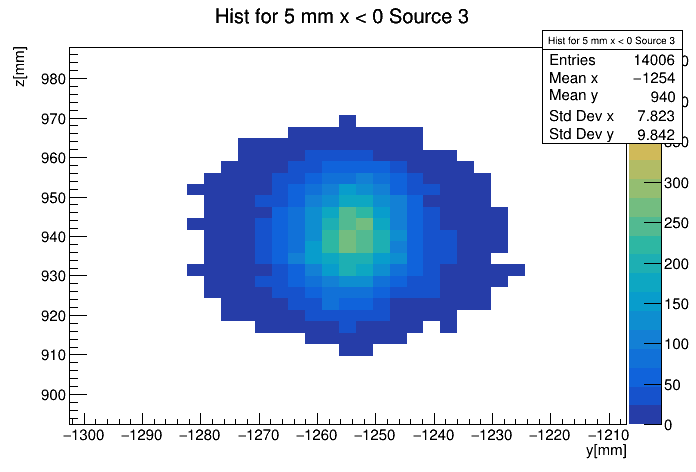 Hist for 5 mm x < 0 Source 3
z[mm]
Hist for 5 mm x < 0 Source 3
Entries 14006
Mean x −1254
Mean y 940
Std Dev x 7.823
Std Dev y 9.842
980
970
960
950
940
930
920
910
900
300
250
200
150
100
50
0
−1300 −1290 −1280 −1270 −1260 −1250 −1240 −1230 −1220 −1210
y[mm]